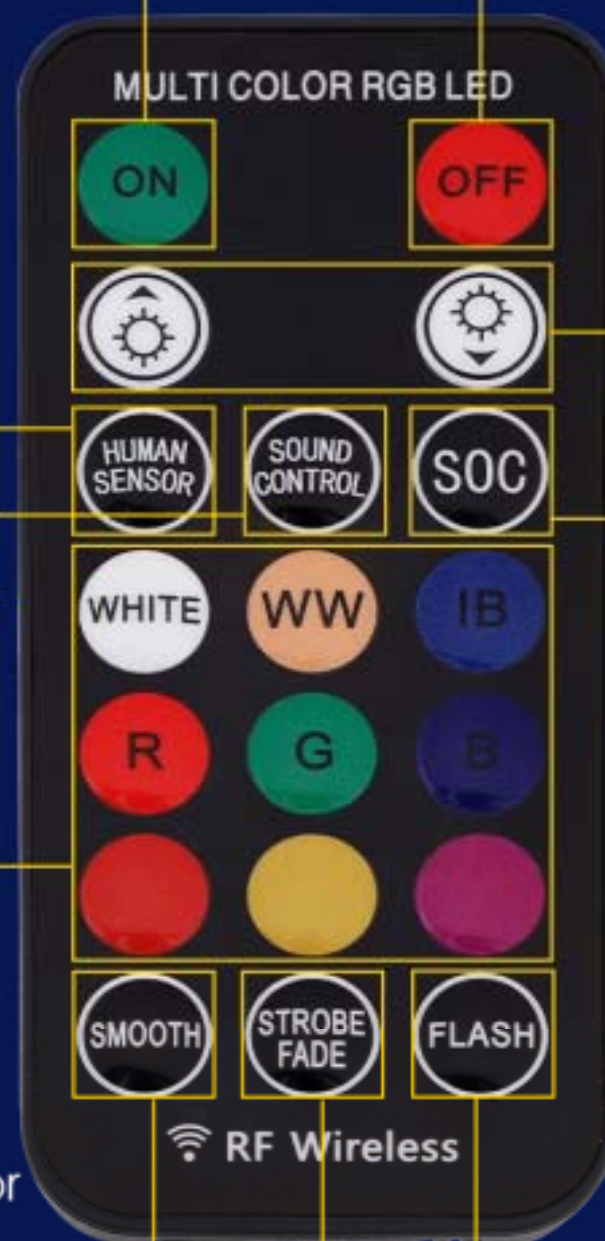 MULTI COLOR RGB LED
ON OFF
HUMAN SENSOR
SOUND CONTROL
SOC
WHITE WW IB
R G B
SMOOTH
STROBE FADE
FLASH
RF Wireless
or